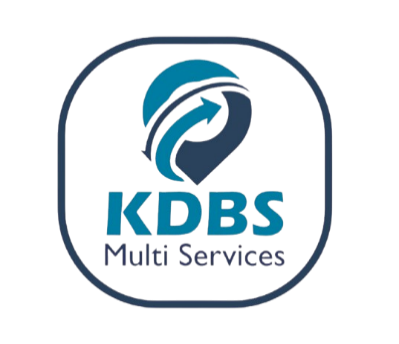 KDBS
Multi Services